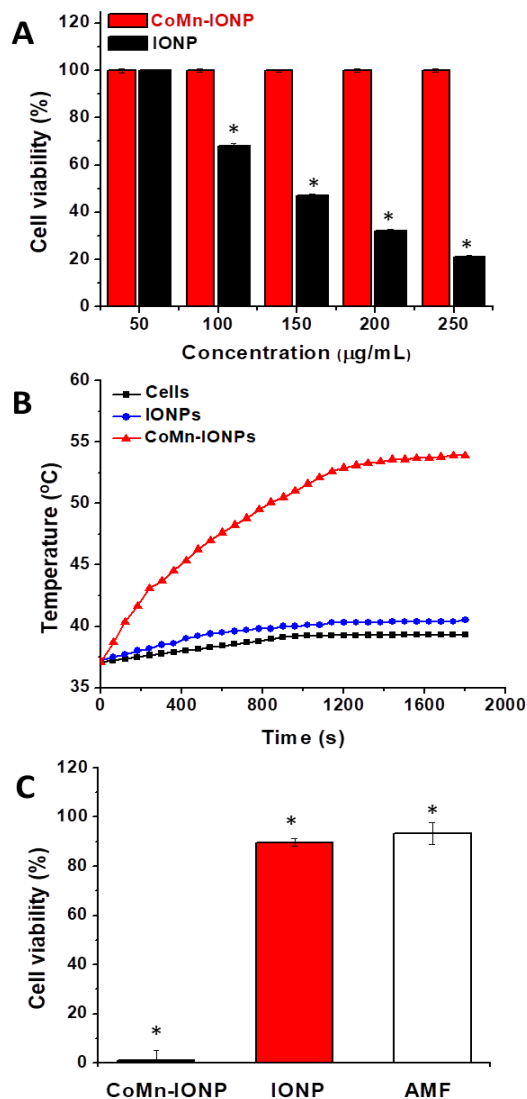 A
CoMn-IONP
IONP
120
100
80
60
40
20
0
*
*
*
*
50
100
150
200
250
Cell viability (%)
Concentration (μg/mL)
B
Cells
IONPs
CoMn-IONPs
60
55
50
45
40
35
0
400
800
1200
1600
2000
Temperature (ºC)
Time (s)
C
120
100
80
60
40
20
0
*
*
*
Cell viability (%)
CoMn-IONP
IONP
AMF